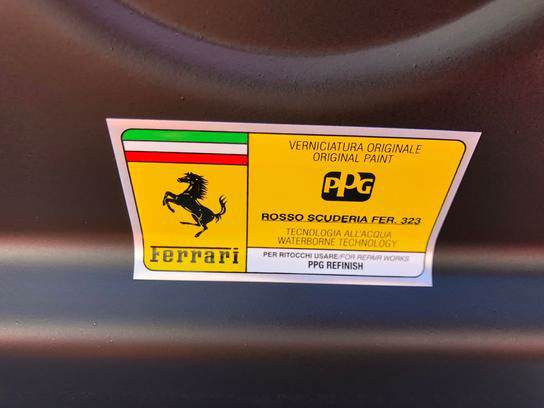 VERNICIATURA ORIGINALE
ORIGINAL PAINT
PPG
ROSSO SCUDERIA FER. 323
TECNOLOGIA ALL'ACQUA
WATERBORNE TECHNOLOGY
Ferrari
PER RITOCCHI USARE/FOR REPAIR WORKS
PPG REFINISH